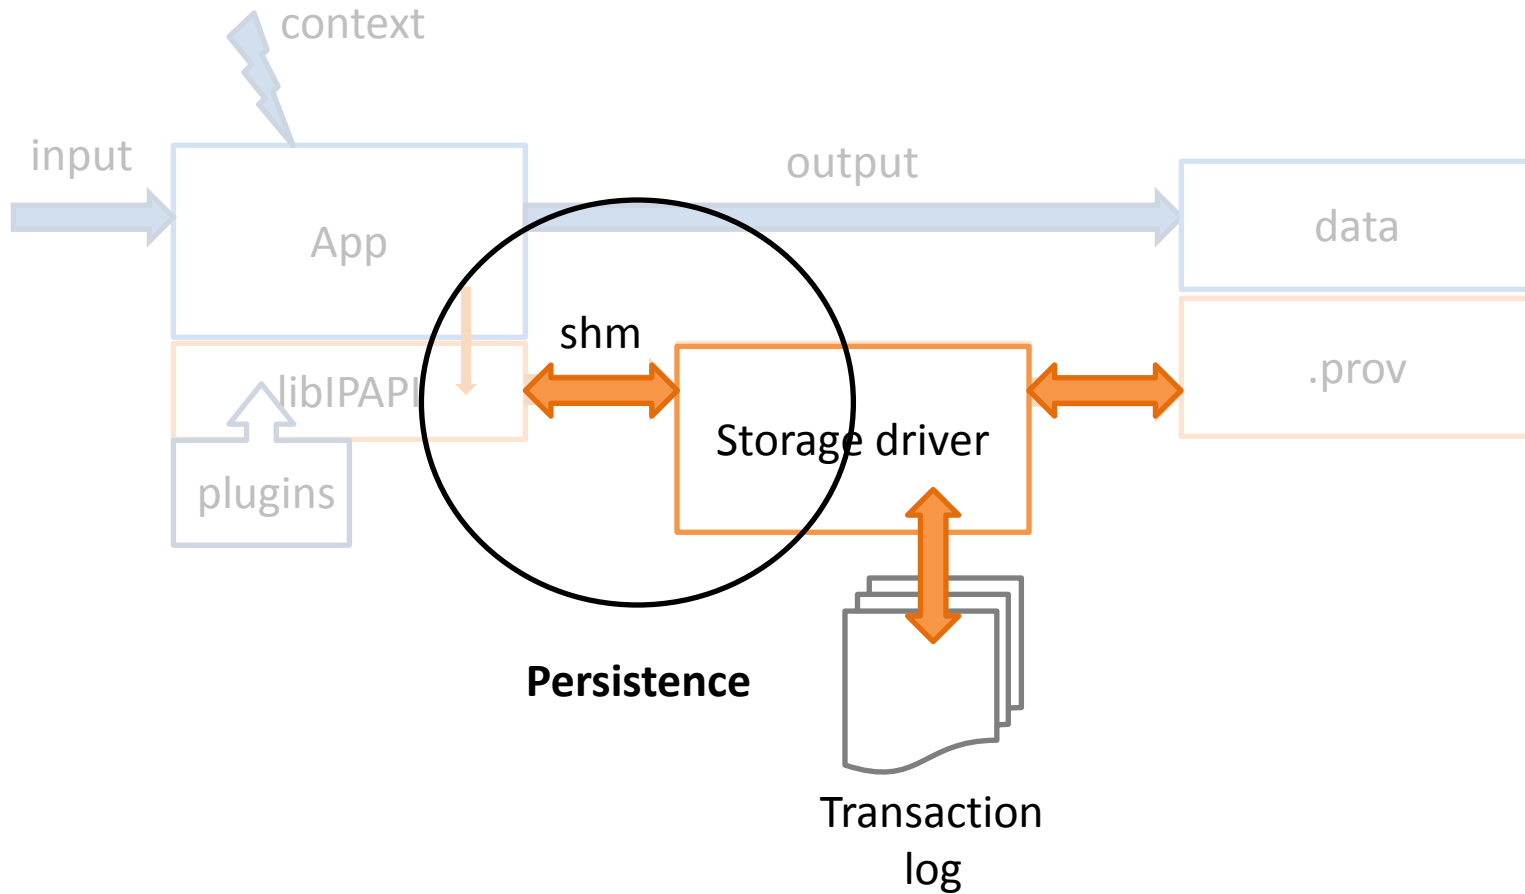 context
input
output
App
data
shm
libIPAPI
.prov
Storage driver
plugins
Persistence
Transaction
log